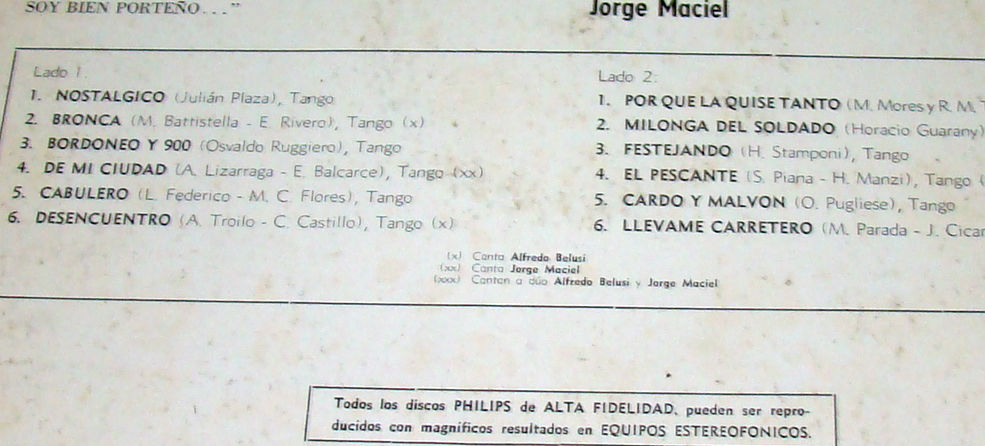 SOY BIEN PORTEÑO..."
Jorge Maciel
Lado 1:
1. NOSTALGICO (Julián Plaza), Tango
2. BRONCA (M. Battistella - E. Rivero), Tango (x)
3. BORDONEO Y 900 (Osvaldo Ruggiero), Tango
4. DE MI CIUDAD (A. Lizarraga - E. Balcarce), Tango (xx)
5. CABULERO (L. Federico - M. C. Flores), Tango
6. DESENCUENTRO (A. Troilo - C. Castillo), Tango (x)
Lado 2:
1. POR QUE LA QUISE TANTO (M. Mores y R. M.
2. MILONGA DEL SOLDADO (Horacio Guarany)
3. FESTEJANDO (H. Stamponi), Tango
4. EL PESCANTE (S. Piana - H. Manzi), Tango (
5. CARDO Y MALVON (O. Pugliese), Tango
6. LLEVAME CARRETERO (M. Parada - J. Cicar
(x) Canta Alfredo Belusi
(xx) Canta Jorge Maciel
(xxx) Cantan a dúo Alfredo Belusi y Jorge Maciel
Todos los discos PHILIPS de ALTA FIDELIDAD, pueden ser repro-
ducidos con magníficos resultados en EQUIPOS ESTEREOFONICOS.